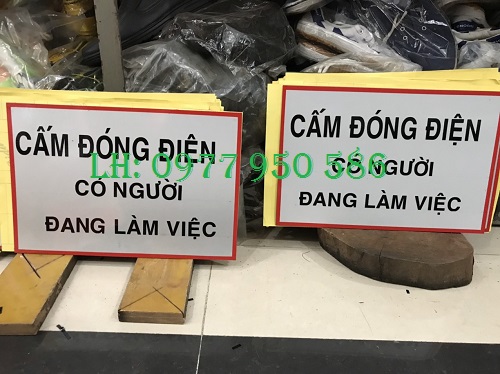 CẤM ĐÓNG ĐIỆN
CÓ NGƯỜI
ĐANG LÀM VIỆC
CẤM ĐÓNG ĐIỆN
CÓ NGƯỜI
ĐANG LÀM VIỆC
LH: 0977 950 586